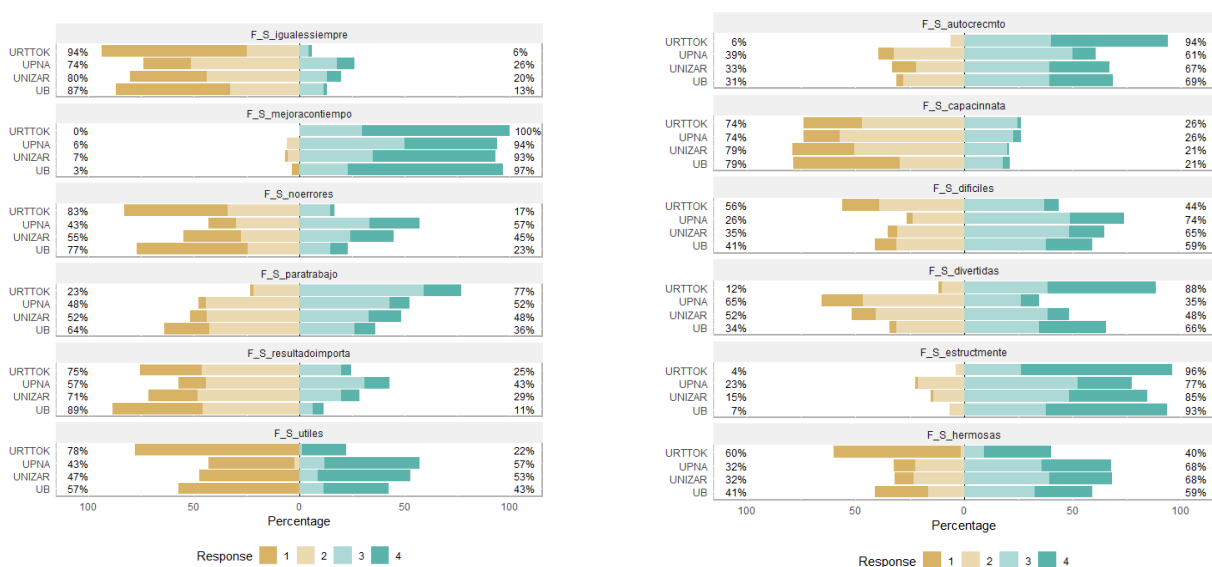 F_S_igualessiempre
URTTOK 94% 6%
UPNA 74% 26%
UNIZAR 80% 20%
UB 87% 13%
F_S_mejoracontiempo
URTTOK 0% 100%
UPNA 6% 94%
UNIZAR 7% 93%
UB 3% 97%
F_S_noerrores
URTTOK 83% 17%
UPNA 43% 57%
UNIZAR 55% 45%
UB 77% 23%
F_S_paratrabajo
URTTOK 23% 77%
UPNA 48% 52%
UNIZAR 52% 48%
UB 64% 36%
F_S_resultadoimporta
URTTOK 75% 25%
UPNA 57% 43%
UNIZAR 71% 29%
UB 89% 11%
F_S_utiles
URTTOK 78% 22%
UPNA 43% 57%
UNIZAR 47% 53%
UB 57% 43%
100 50 0 50 100
Percentage
Response 1 2 3 4
F_S_autocrecmto
URTTOK 6% 94%
UPNA 39% 61%
UNIZAR 33% 67%
UB 31% 69%
F_S_capacinnata
URTTOK 74% 26%
UPNA 74% 26%
UNIZAR 79% 21%
UB 79% 21%
F_S_dificiles
URTTOK 56% 44%
UPNA 26% 74%
UNIZAR 35% 65%
UB 41% 59%
F_S_divertidas
URTTOK 12% 88%
UPNA 65% 35%
UNIZAR 52% 48%
UB 34% 66%
F_S_estructmente
URTTOK 4% 96%
UPNA 23% 77%
UNIZAR 15% 85%
UB 7% 93%
F_S_hermosas
URTTOK 60% 40%
UPNA 32% 68%
UNIZAR 32% 68%
UB 41% 59%
100 50 0 50 100
Percentage
Response 1 2 3 4